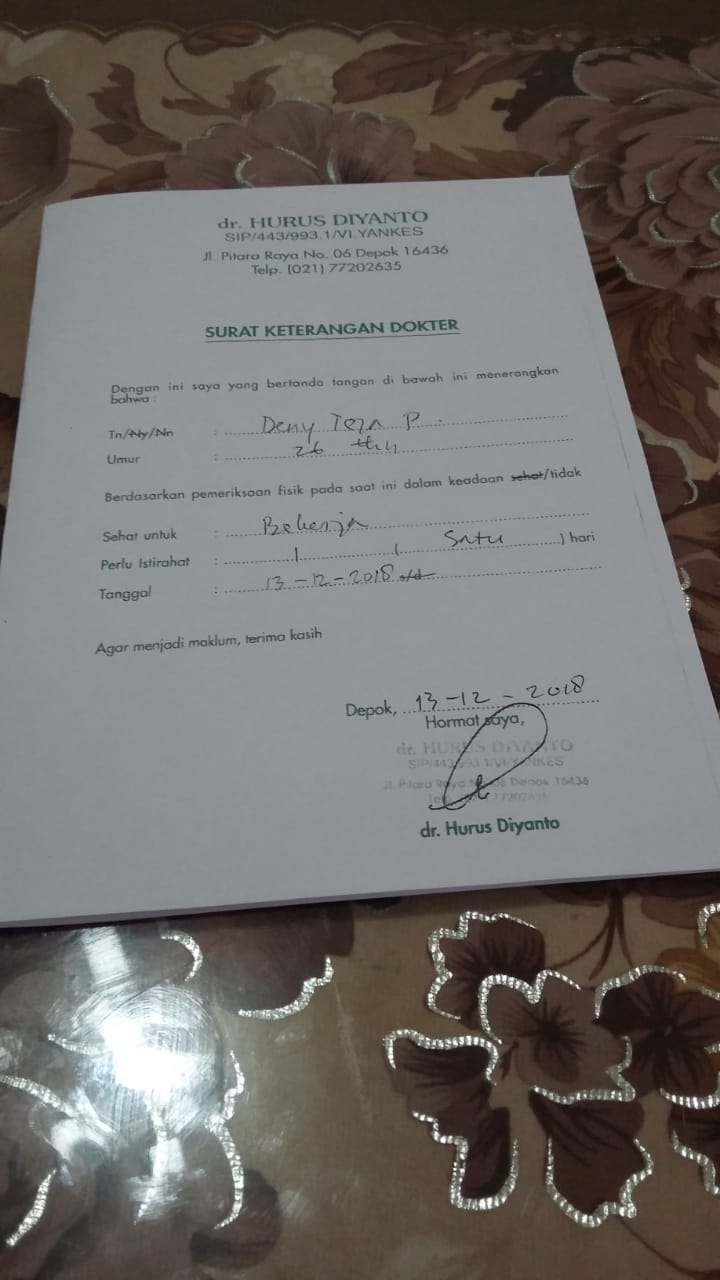 dr. HURUS DIYANTO
SIP/443/993.1/VI.YANKES
Jl. Pitara Raya No. 06 Depok 16436
Telp. (021) 77202635
SURAT KETERANGAN DOKTER
Dengan ini saya yang bertanda tangan di bawah ini menerangkan
bahwa :
Tn/Ny/Nn : Deny Teza P.
Umur : 26 thn
Berdasarkan pemeriksaan fisik pada saat ini dalam keadaan sehat/tidak
Sehat untuk : Bekerja
Perlu Istirahat : 1 ( Satu ) hari
Tanggal : 13-12-2018 s/d
Agar menjadi maklum, terima kasih
Depok, 13-12-2018
Hormat saya,
dr. HURUS DIYANTO
SIP/443/993.1/VI.YANKES
Jl. Pitara Raya No. 06 Depok 16436
77202635
dr. Hurus Diyanto